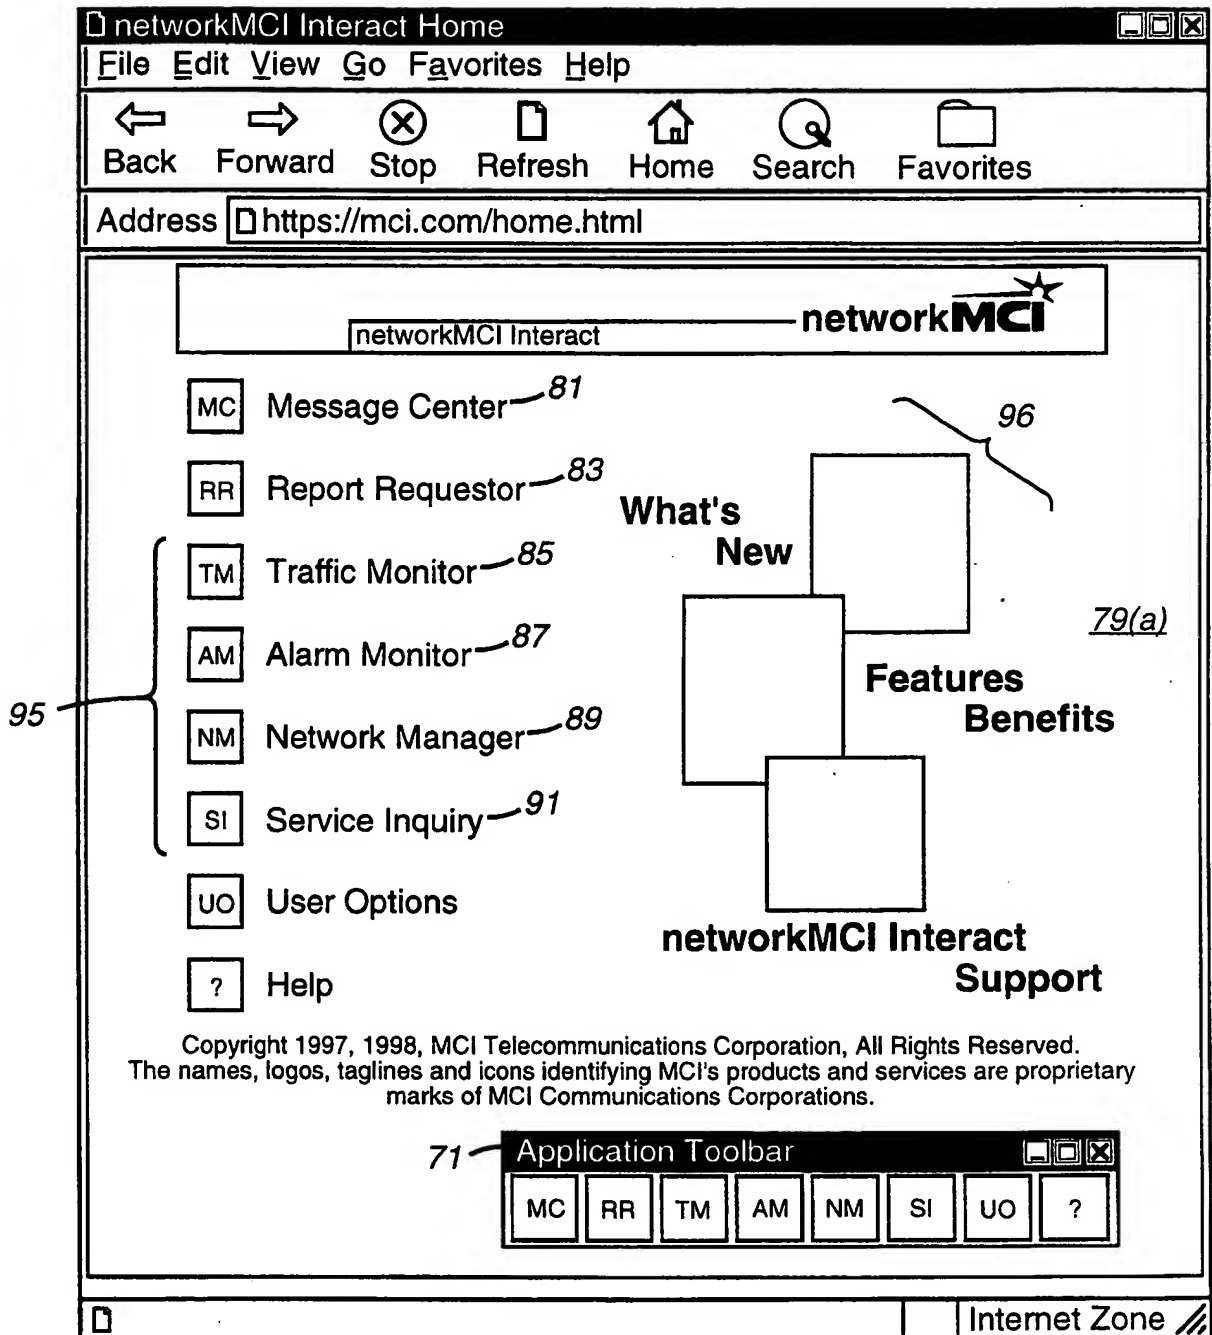 networkMCI Interact Home
File Edit View Go Favorites Help
Back Forward Stop Refresh Home Search Favorites
Address https://mci.com/home.html
networkMCI
networkMCI Interact
MC Message Center 81
96
RR Report Requestor 83
What's
New
TM Traffic Monitor 85
79(a)
AM Alarm Monitor 87
Features
Benefits
95
NM Network Manager 89
SI Service Inquiry 91
UO User Options
networkMCI Interact
Support
? Help
Copyright 1997, 1998, MCI Telecommunications Corporation, All Rights Reserved.
The names, logos, taglines and icons identifying MCI's products and services are proprietary
marks of MCI Communications Corporations.
71 Application Toolbar
MC RR TM AM NM SI UO ?
Internet Zone